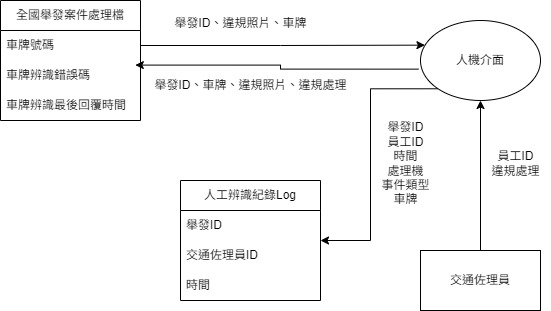 全國舉發案件處理檔
車牌號碼
車牌辨識錯誤碼
車牌辨識最後回覆時間
舉發ID、違規照片、車牌
舉發ID、車牌、違規照片、違規處理
人機介面
舉發ID
員工ID
時間
處理機
事件類型
車牌
員工ID
違規處理
人工辨識紀錄Log
舉發ID
交通佐理員ID
時間
交通佐理員